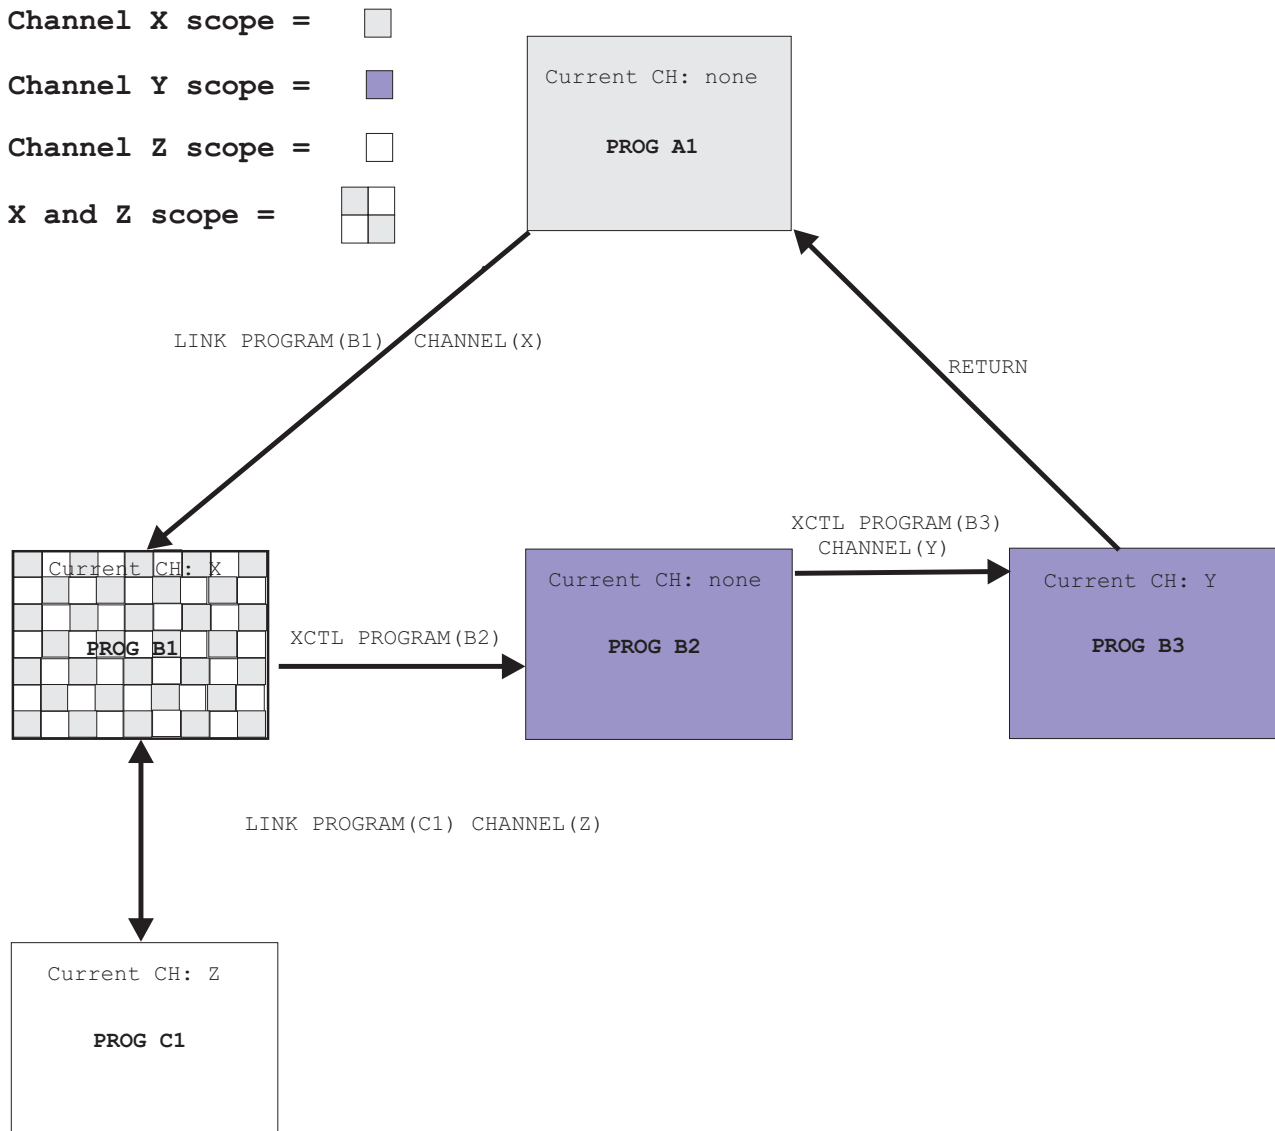 Channel X scope =
Channel Y scope =
Channel Z scope =
X and Z scope =
Current CH: none
PROG A1
LINK PROGRAM(B1) CHANNEL(X)
RETURN
XCTL PROGRAM(B3)
CHANNEL(Y)
Current CH: X
PROG B1
XCTL PROGRAM(B2)
Current CH: none
PROG B2
Current CH: Y
PROG B3
LINK PROGRAM(C1) CHANNEL(Z)
Current CH: Z
PROG C1